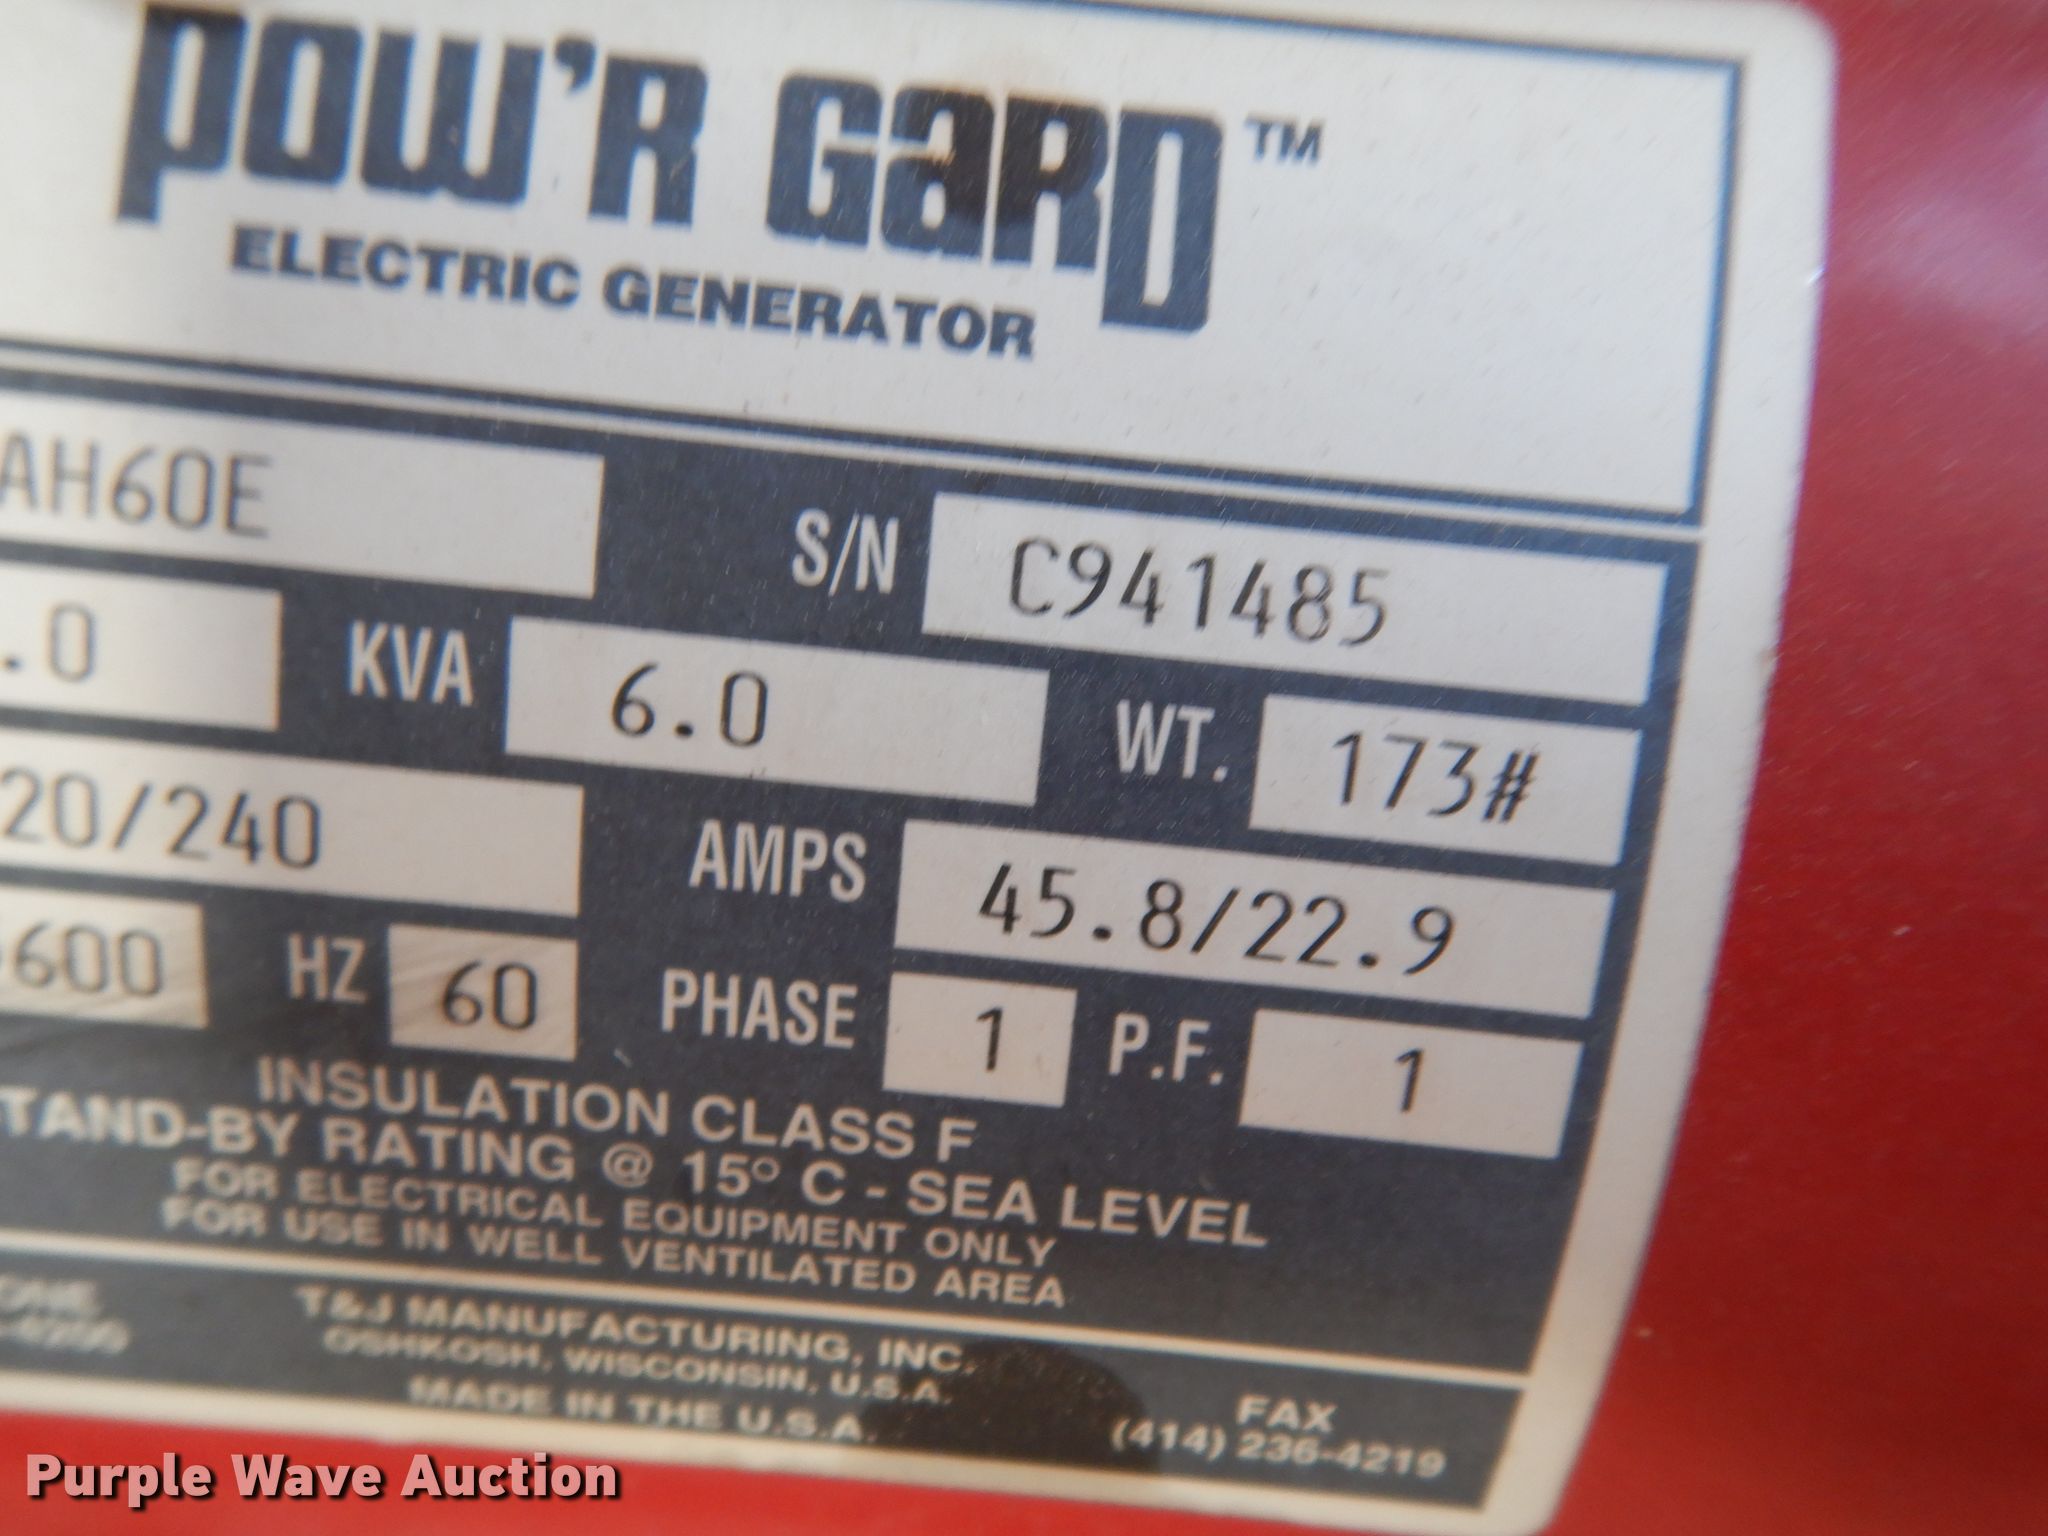 POW'R GARD™
ELECTRIC GENERATOR
AH60E S/N C941485
.0 KVA 6.0 WT. 173#
20/240 AMPS 45.8/22.9
600 HZ 60 PHASE 1 P.F. 1
INSULATION CLASS F
TAND-BY RATING @ 15° C - SEA LEVEL
FOR ELECTRICAL EQUIPMENT ONLY
FOR USE IN WELL VENTILATED AREA
T&J MANUFACTURING, INC.
OSHKOSH, WISCONSIN, U.S.A.
MADE IN THE U.S.A.
FAX
(414) 236-4219
Purple Wave Auction